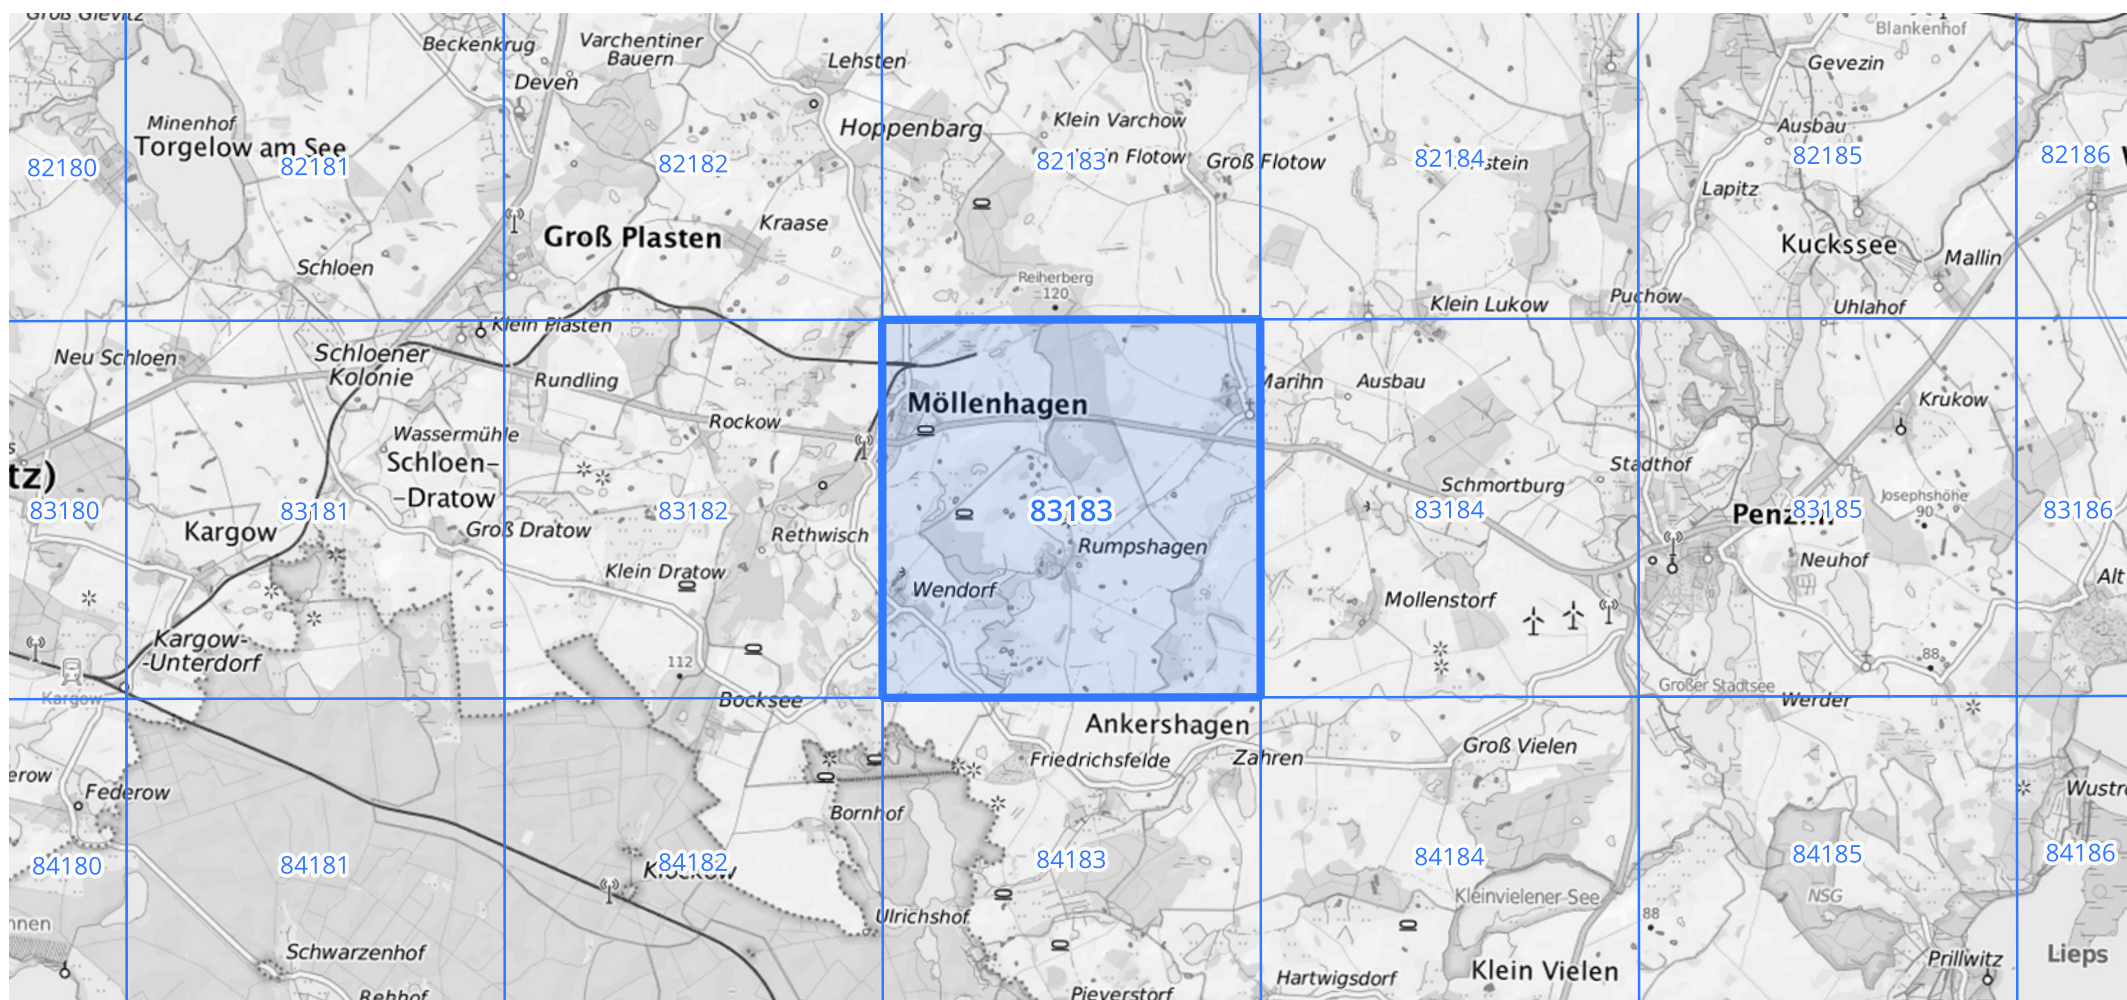 Groß Gievitz
Beckenkrug
Varchentiner
Bauern
Lehsten
Blankenhof
Gevezin
Deven
Minenhof
Torgelow am See
Hoppenbarg
Klein Varchow
Ausbau
82180
82181
82182
82183
Flotow
Groß Flotow
82184
stein
82185
82186
Lapitz
Groß Plasten
Kraase
Kuckssee
Mallin
Schloen
Reiherberg
120
Klein Lukow
Puchow
Uhlahof
Klein Plasten
Neu Schloen
Schloener
Kolonie
Rundling
Marihn
Ausbau
Möllenhagen
Krukow
Rockow
Wassermühle
Schloen-
-Dratow
tz)
Stadthof
Schmortburg
Josephshöhe
90
83180
83181
83182
83183
83184
83185
83186
Kargow
Groß Dratow
Rethwisch
Rumpshagen
Neuhof
Klein Dratow
Wendorf
Mollenstorf
Alt
Kargow-
-Unterdorf
112
88
Kargow
Bocksee
Großer Stadtsee
Werder
Ankershagen
Friedrichsfelde
Zahren
Groß Vielen
erow
Federow
Wustr
Bornhof
84180
84181
84182
84183
84184
84185
84186
Kleinvielener See
NSG
Ulrichshof
88
nnen
Schwarzenhof
Prillwitz
Lieps
Hartwigsdorf
Klein Vielen
Rehhof
Pieverstorf